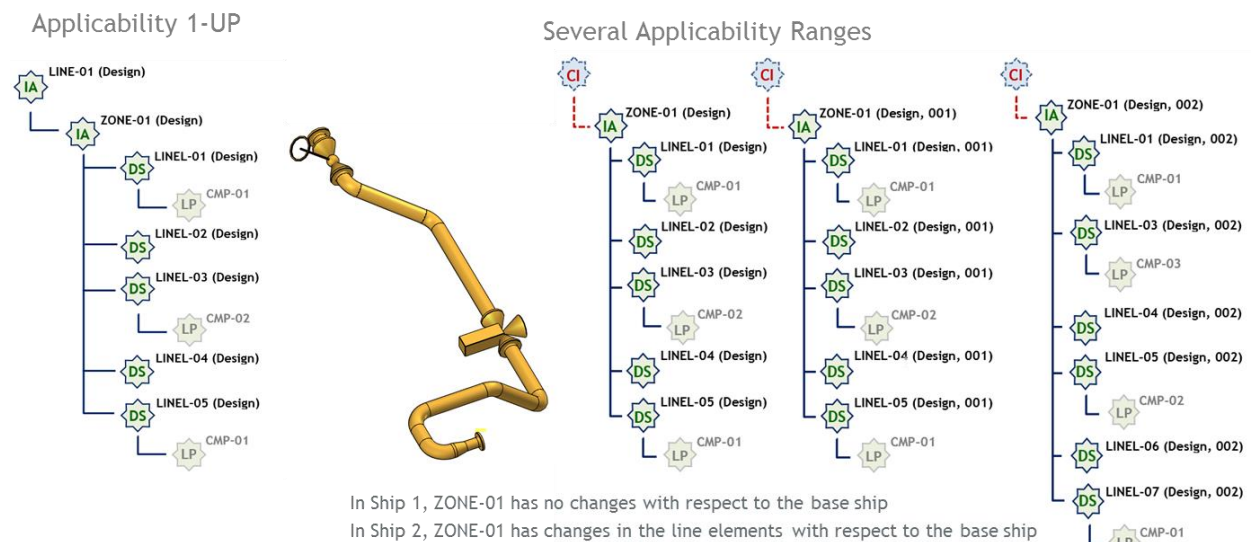 Applicability 1-UP
IA LINE-01 (Design)
IA ZONE-01 (Design)
DS LINEL-01 (Design)
LP CMP-01
DS LINEL-02 (Design)
DS LINEL-03 (Design)
LP CMP-02
DS LINEL-04 (Design)
DS LINEL-05 (Design)
LP CMP-01
Several Applicability Ranges
CI
IA ZONE-01 (Design)
DS LINEL-01 (Design)
LP CMP-01
DS LINEL-02 (Design)
DS LINEL-03 (Design)
LP CMP-02
DS LINEL-04 (Design)
DS LINEL-05 (Design)
LP CMP-01
CI
IA ZONE-01 (Design, 001)
DS LINEL-01 (Design, 001)
LP CMP-01
DS LINEL-02 (Design, 001)
DS LINEL-03 (Design, 001)
LP CMP-02
DS LINEL-04 (Design, 001)
DS LINEL-05 (Design, 001)
LP CMP-01
CI
IA ZONE-01 (Design, 002)
DS LINEL-01 (Design, 002)
LP CMP-01
DS LINEL-03 (Design, 002)
LP CMP-03
DS LINEL-04 (Design, 002)
DS LINEL-05 (Design, 002)
LP CMP-02
DS LINEL-06 (Design, 002)
DS LINEL-07 (Design, 002)
LP CMP-01
In Ship 1, ZONE-01 has no changes with respect to the base ship
In Ship 2, ZONE-01 has changes in the line elements with respect to the base ship